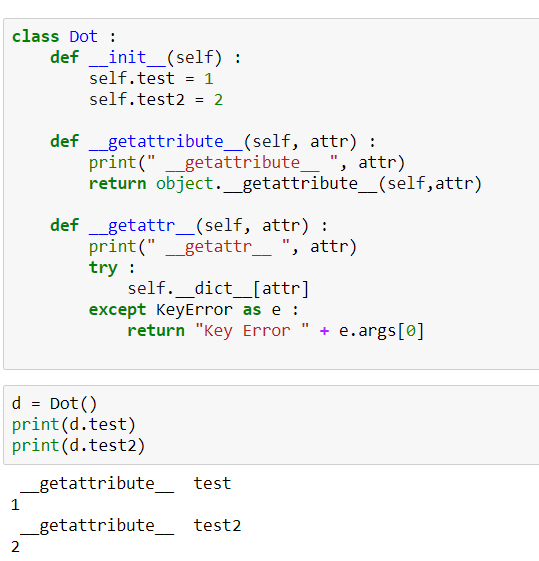 class Dot :
    def __init__(self) :
        self.test = 1
        self.test2 = 2
    def __getattribute__(self, attr) :
        print(" __getattribute__ ", attr)
        return object.__getattribute__(self,attr)
    def __getattr__(self, attr) :
        print(" __getattr__ ", attr)
        try :
            self.__dict__[attr]
        except KeyError as e :
            return "Key Error " + e.args[0]
d = Dot()
print(d.test)
print(d.test2)
 __getattribute__  test
1
 __getattribute__  test2
2